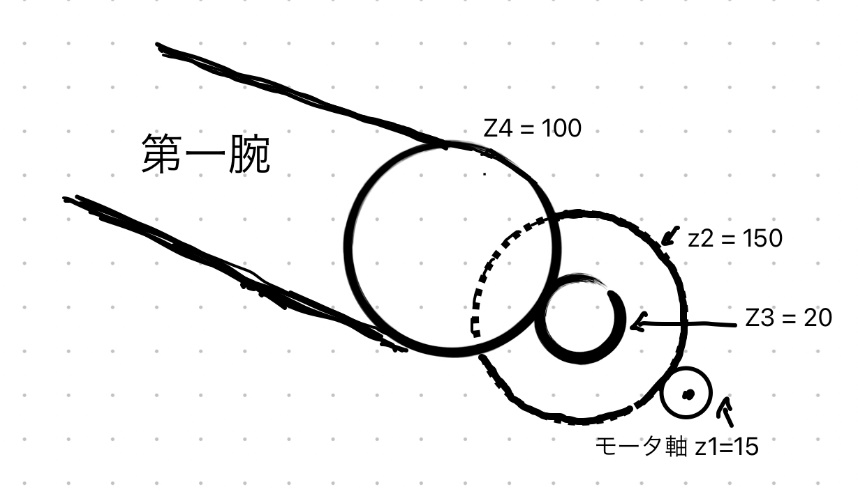 Z4 = 100
第一腕
z2 = 150
Z3 = 20
モータ軸 z1=15